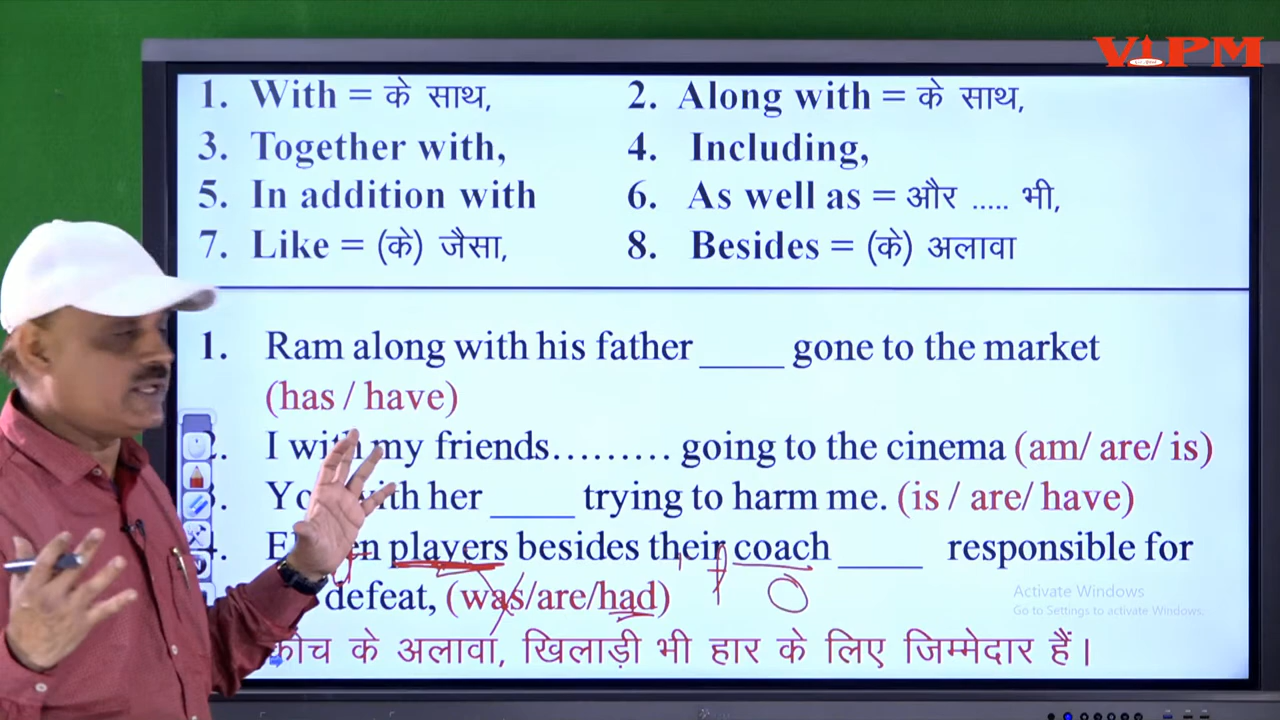 VIPM
1. With = के साथ, 2. Along with = के साथ,
3. Together with, 4. Including,
5. In addition with 6. As well as = और ..... भी,
7. Like = (के) जैसा, 8. Besides = (के) अलावा
1. Ram along with his father _____ gone to the market
(has / have)
2. I with my friends......... going to the cinema (am/ are/ is)
with her _____ trying to harm me. (is / are/ have)
players besides their coach _____ responsible for
defeat, (was/are/had)
Activate Windows
Go to Settings to activate Windows.
कोच के अलावा, खिलाड़ी भी हार के लिए जिम्मेदार हैं।